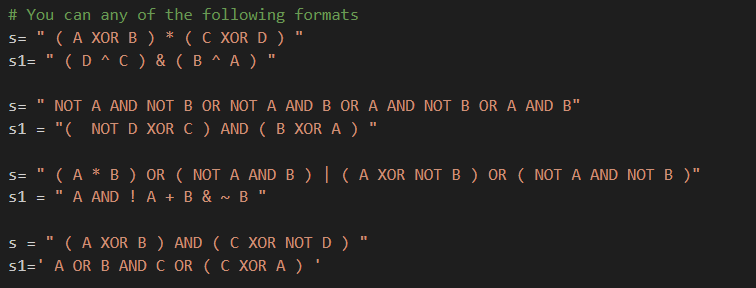 # You can any of the following formats
s= " ( A XOR B ) * ( C XOR D ) "
s1= " ( D ^ C ) & ( B ^ A ) "
s= " NOT A AND NOT B OR NOT A AND B OR A AND NOT B OR A AND B"
s1 = "(  NOT D XOR C ) AND ( B XOR A ) "
s= " ( A * B ) OR ( NOT A AND B ) | ( A XOR NOT B ) OR ( NOT A AND NOT B )"
s1 = " A AND ! A + B & ~ B "
s = " ( A XOR B ) AND ( C XOR NOT D ) "
s1=' A OR B AND C OR ( C XOR A ) '